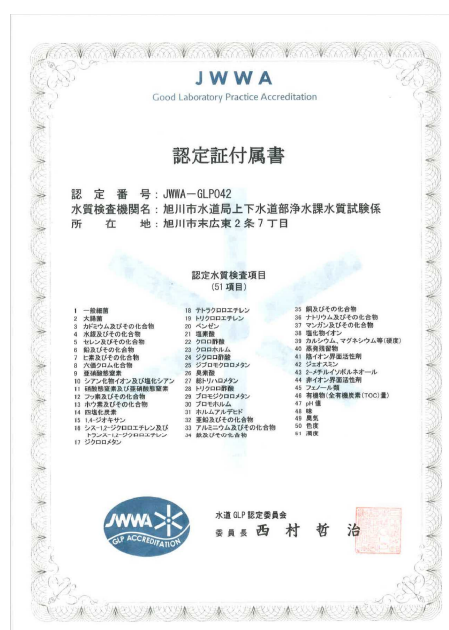 JWWA
Good Laboratory Practice Accreditation
認定証付属書
認 定 番 号：JWWA－GLP042
水質検査機関名：旭川市水道局上下水道部浄水課水質試験係
所 在 地：旭川市末広東２条７丁目
認定水質検査項目
(51項目)
1 一般細菌
2 大腸菌
3 カドミウム及びその化合物
4 水銀及びその化合物
5 セレン及びその化合物
6 鉛及びその化合物
7 ヒ素及びその化合物
8 六価クロム化合物
9 亜硝酸態窒素
10 シアン化物イオン及び塩化シアン
11 硝酸態窒素及び亜硝酸態窒素
12 フッ素及びその化合物
13 ホウ素及びその化合物
14 四塩化炭素
15 1,4-ジオキサン
16 シス-1,2-ジクロロエチレン及び
トランス-1,2-ジクロロエチレン
17 ジクロロメタン
18 テトラクロロエチレン
19 トリクロロエチレン
20 ベンゼン
21 塩素酸
22 クロロ酢酸
23 クロロホルム
24 ジクロロ酢酸
25 ジブロモクロロメタン
26 臭素酸
27 総トリハロメタン
28 トリクロロ酢酸
29 ブロモジクロロメタン
30 ブロモホルム
31 ホルムアルデヒド
32 亜鉛及びその化合物
33 アルミニウム及びその化合物
34 鉄及びその化合物
35 銅及びその化合物
36 ナトリウム及びその化合物
37 マンガン及びその化合物
38 塩化物イオン
39 カルシウム、マグネシウム等(硬度)
40 蒸発残留物
41 陰イオン界面活性剤
42 ジェオスミン
43 2-メチルイソボルネオール
44 非イオン界面活性剤
45 フェノール類
46 有機物(全有機炭素(TOC)量)
47 pH値
48 味
49 臭気
50 色度
51 濁度
JWWA
GLP ACCREDITATION
水道GLP認定委員会
委員長 西村哲治